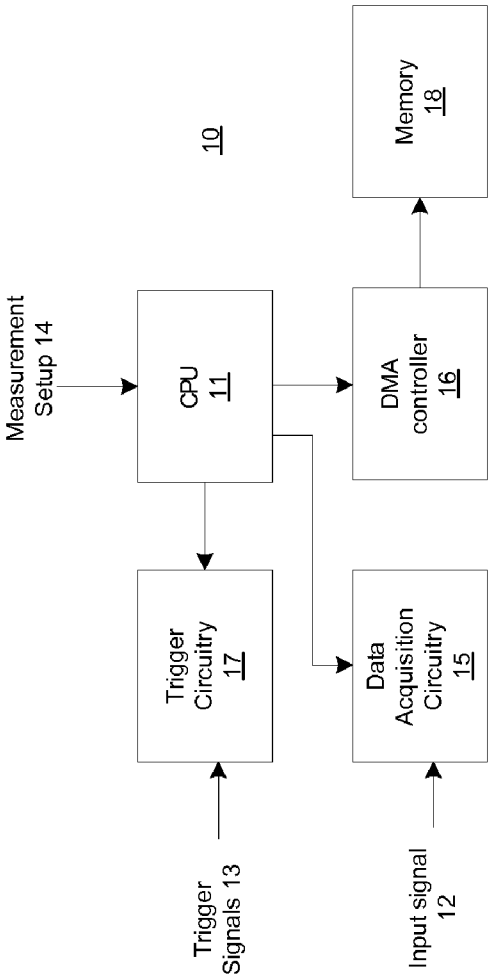 Measurement
Setup 14
10
Trigger
Signals 13
Trigger
Circuitry
17
CPU
11
Input signal
12
Data
Acquisition
Circuitry
15
DMA
controller
16
Memory
18